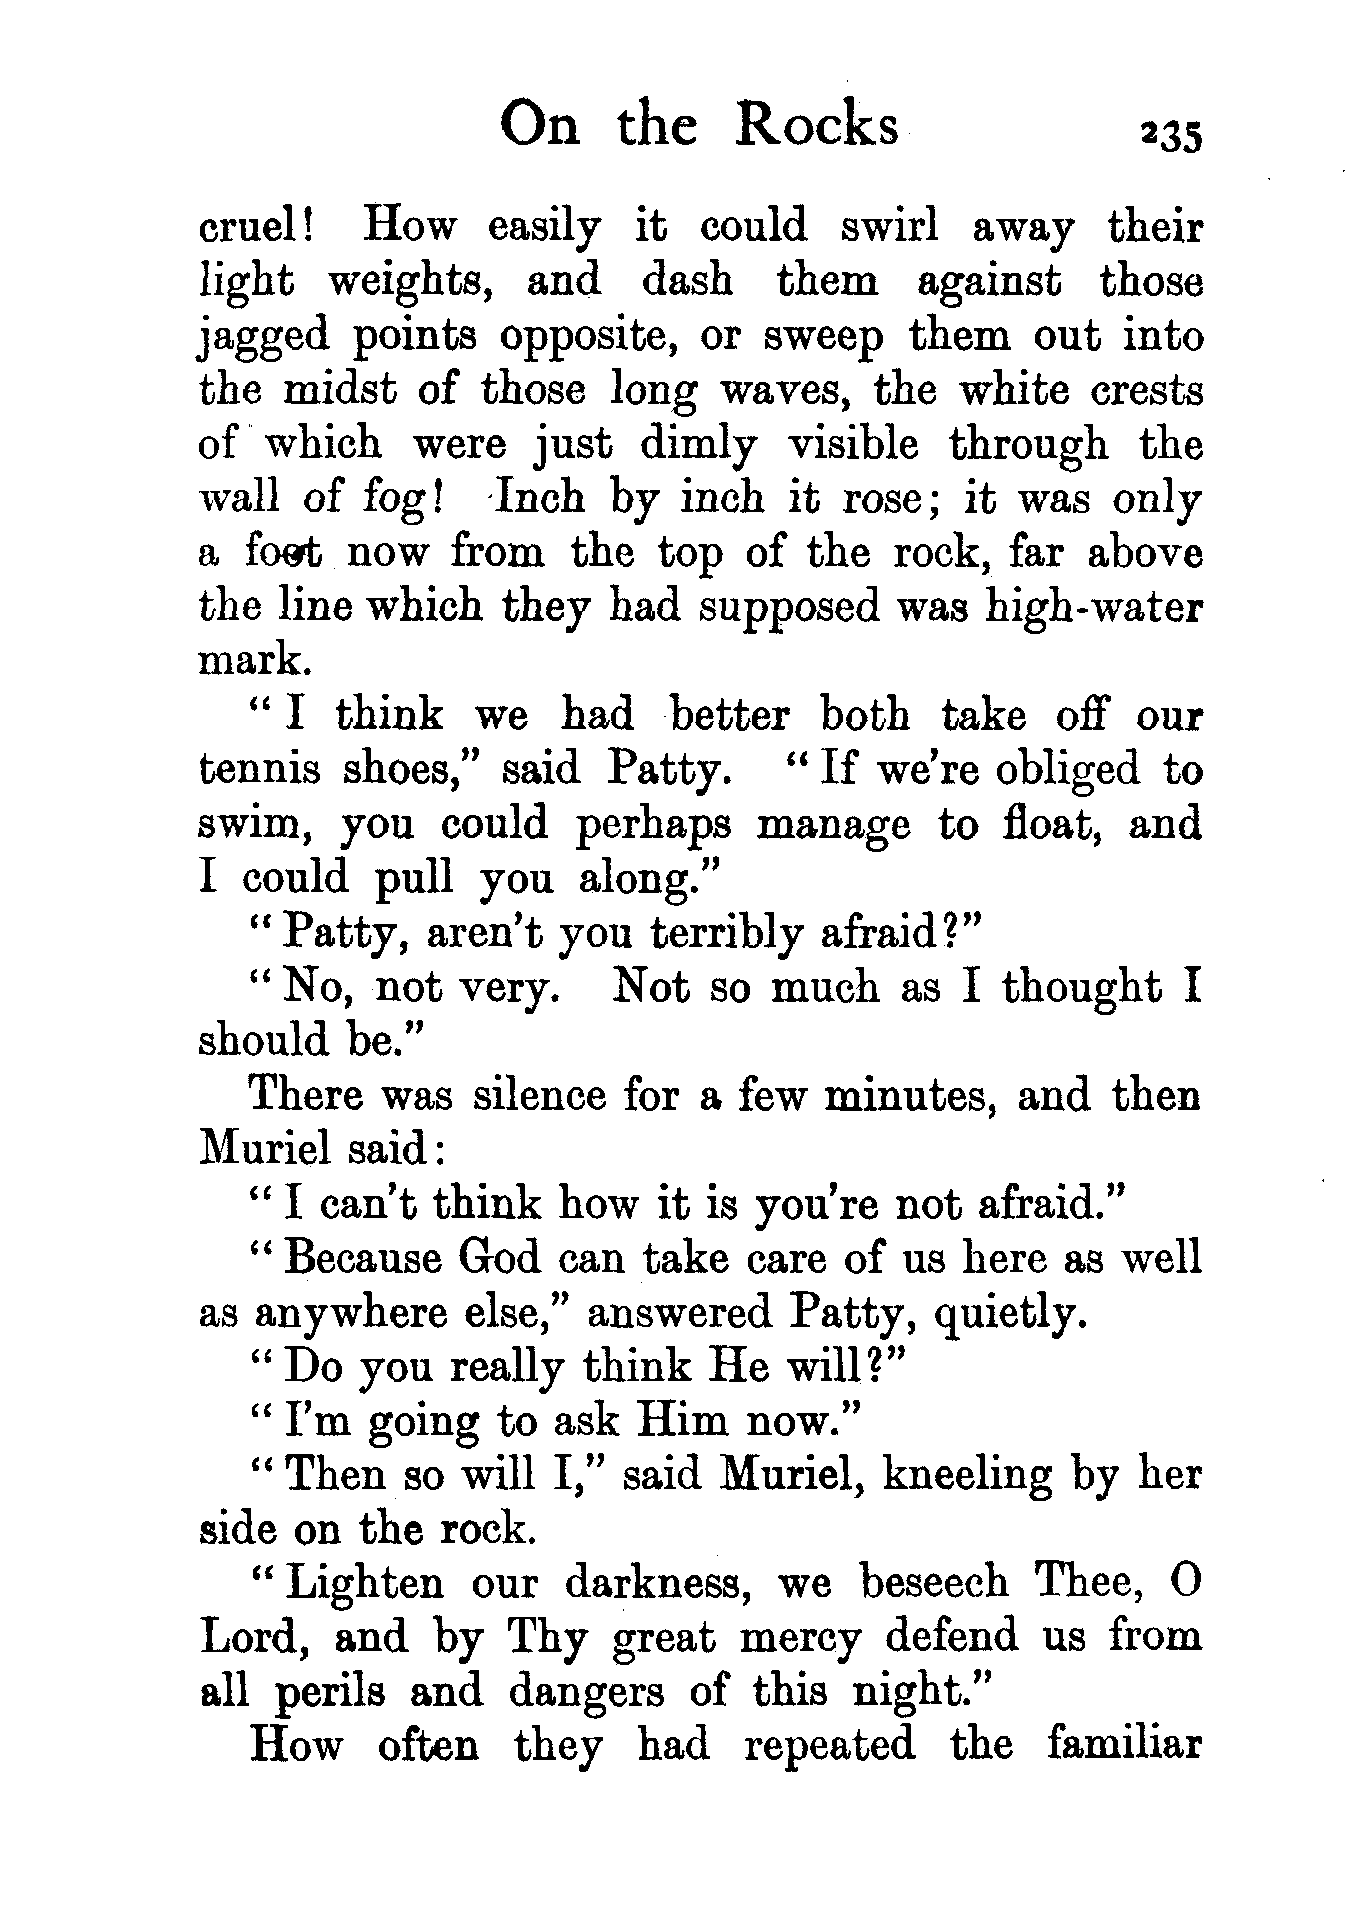 On the Rocks 235
cruel! How easily it could swirl away their
light weights, and dash them against those
jagged points opposite, or sweep them out into
the midst of those long waves, the white crests
of which were just dimly visible through the
wall of fog! Inch by inch it rose; it was only
a foot now from the top of the rock, far above
the line which they had supposed was high-water
mark.
"I think we had better both take off our
tennis shoes," said Patty. "If we're obliged to
swim, you could perhaps manage to float, and
I could pull you along."
"Patty, aren't you terribly afraid?"
"No, not very. Not so much as I thought I
should be."
There was silence for a few minutes, and then
Muriel said:
"I can't think how it is you're not afraid."
"Because God can take care of us here as well
as anywhere else," answered Patty, quietly.
"Do you really think He will?"
"I'm going to ask Him now."
"Then so will I," said Muriel, kneeling by her
side on the rock.
"Lighten our darkness, we beseech Thee, O
Lord, and by Thy great mercy defend us from
all perils and dangers of this night."
How often they had repeated the familiar